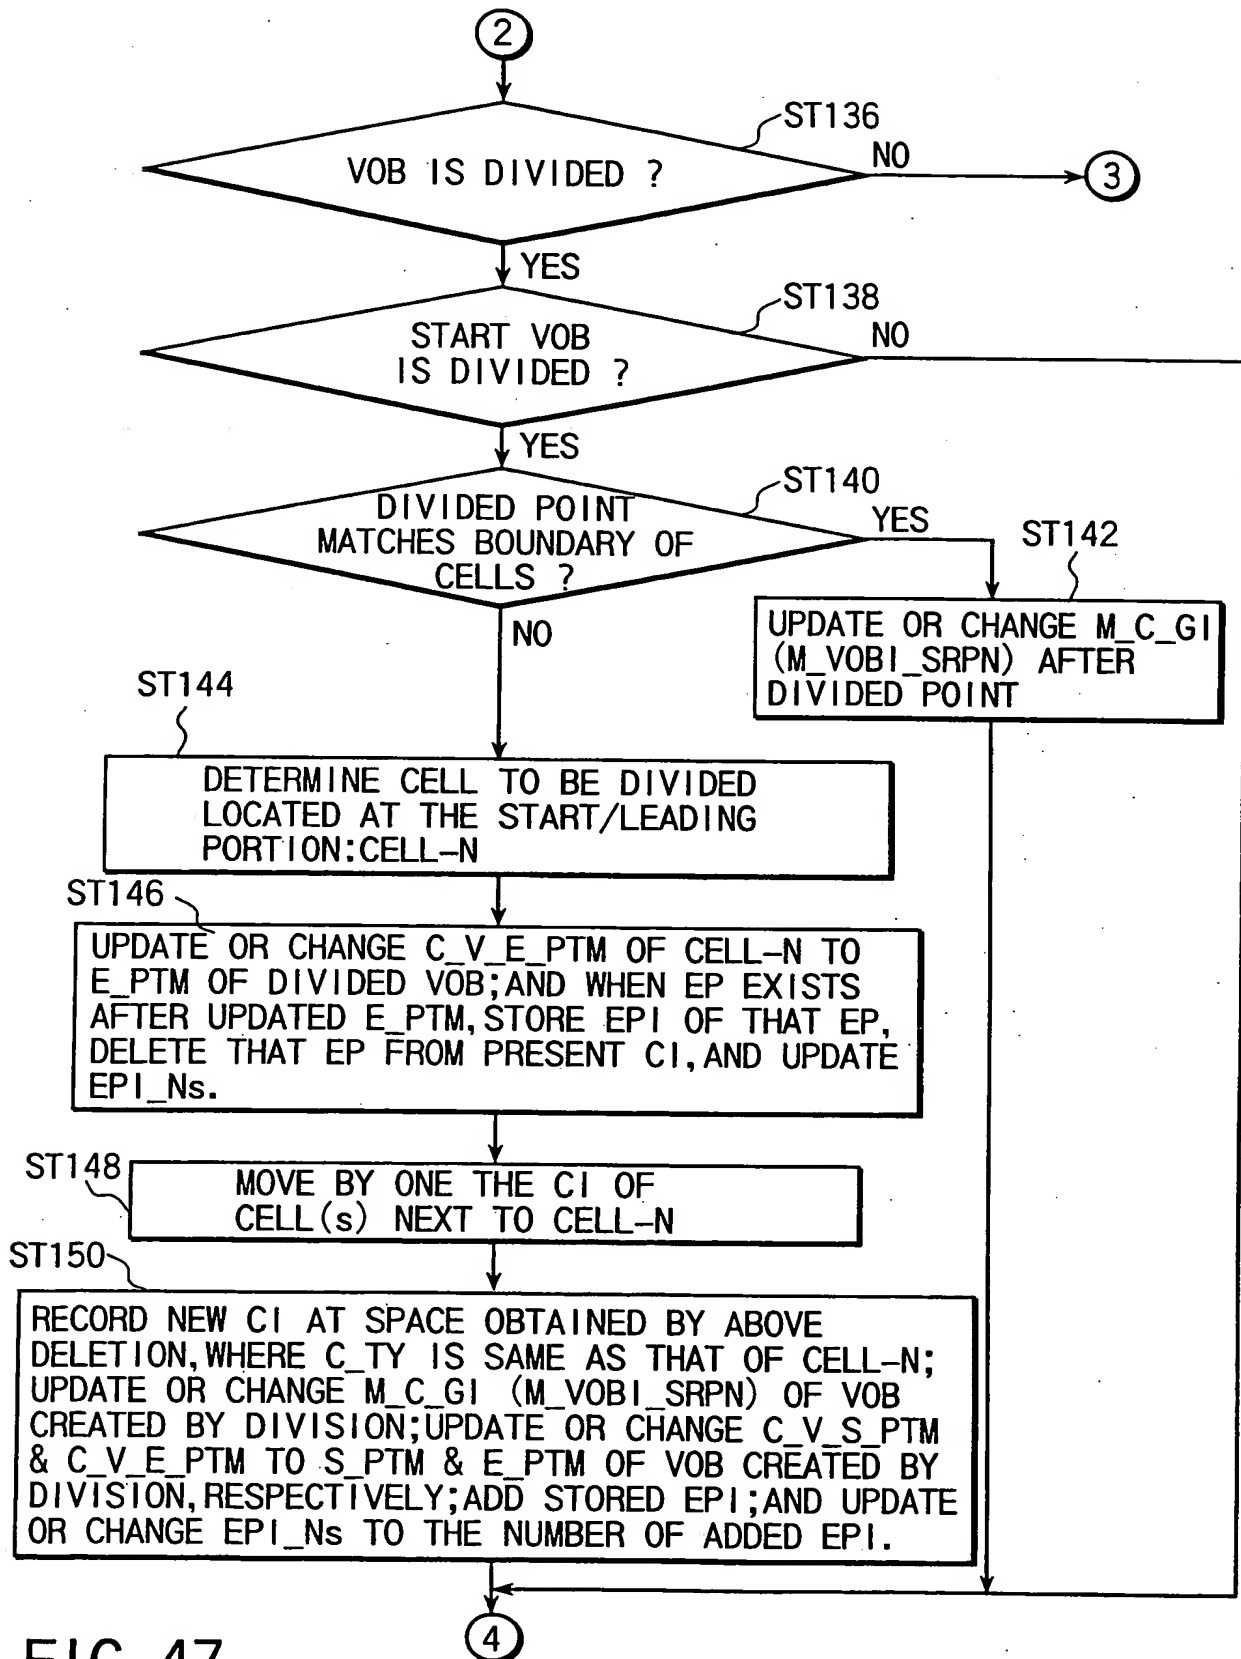 2
ST136
VOB IS DIVIDED ?
NO
3
YES
ST138
START VOB
IS DIVIDED ?
NO
YES
ST140
DIVIDED POINT
MATCHES BOUNDARY OF
CELLS ?
YES
ST142
NO
UPDATE OR CHANGE M_C_GI
(M_VOBI_SRPN) AFTER
DIVIDED POINT
ST144
DETERMINE CELL TO BE DIVIDED
LOCATED AT THE START/LEADING
PORTION:CELL-N
ST146
UPDATE OR CHANGE C_V_E_PTM OF CELL-N TO
E_PTM OF DIVIDED VOB;AND WHEN EP EXISTS
AFTER UPDATED E_PTM,STORE EPI OF THAT EP,
DELETE THAT EP FROM PRESENT CI,AND UPDATE
EPI_Ns.
ST148
MOVE BY ONE THE CI OF
CELL(s) NEXT TO CELL-N
ST150
RECORD NEW CI AT SPACE OBTAINED BY ABOVE
DELETION,WHERE C_TY IS SAME AS THAT OF CELL-N;
UPDATE OR CHANGE M_C_GI (M_VOBI_SRPN) OF VOB
CREATED BY DIVISION;UPDATE OR CHANGE C_V_S_PTM
& C_V_E_PTM TO S_PTM & E_PTM OF VOB CREATED BY
DIVISION,RESPECTIVELY;ADD STORED EPI;AND UPDATE
OR CHANGE EPI_Ns TO THE NUMBER OF ADDED EPI.
4
FIG. 47